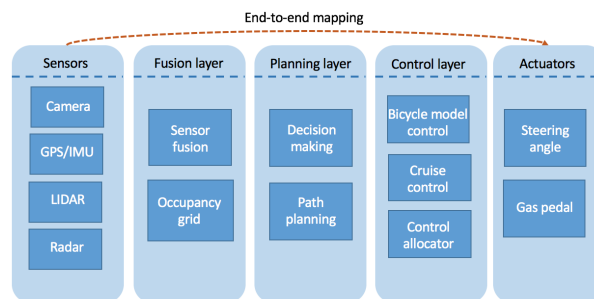 End-to-end mapping
Sensors
Camera
GPS/IMU
LIDAR
Radar
Fusion layer
Sensor
fusion
Occupancy
grid
Planning layer
Decision
making
Path
planning
Control layer
Bicycle model
control
Cruise
control
Control
allocator
Actuators
Steering
angle
Gas pedal